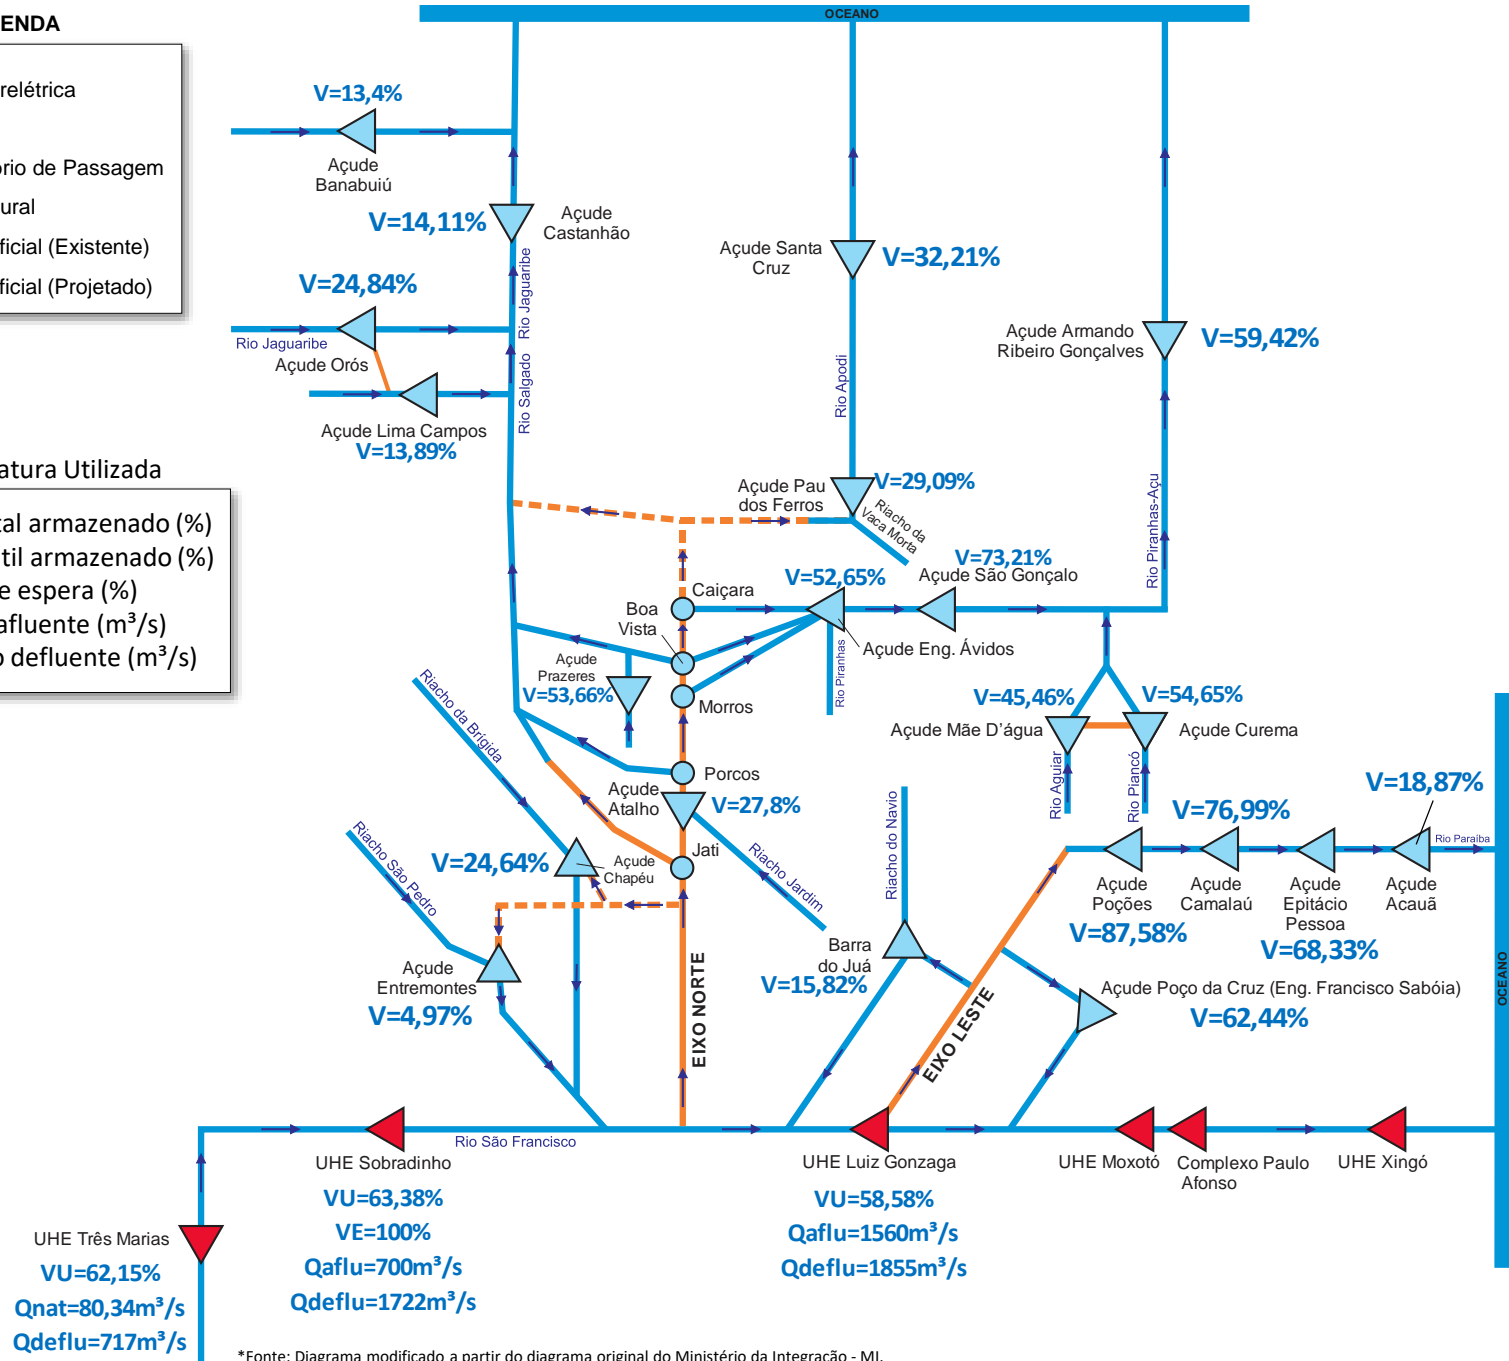 OCEANO
ENDA
relétrica
ório de Passagem
ural
ficial (Existente)
ficial (Projetado)
V=13,4%
Açude
Banabuiú
V=14,11%
Açude
Castanhão
V=24,84%
Rio Jaguaribe
Açude Orós
Rio Jaguaribe
Rio Salgado
Açude Lima Campos
V=13,89%
Açude Santa
Cruz
V=32,21%
Rio Apodi
Açude Armando
Ribeiro Gonçalves
V=59,42%
Rio Piranhas-Açu
atura Utilizada
tal armazenado (%)
til armazenado (%)
e espera (%)
afluente (m³/s)
o defluente (m³/s)
Açude Pau
dos Ferros
V=29,09%
Riacho da
Vaca Morta
V=73,21%
Açude São Gonçalo
V=52,65%
Caiçara
Boa
Vista
Açude Eng. Ávidos
Rio Piranhas
Açude
Prazeres
V=53,66%
Morros
Porcos
Riacho da Brígida
Açude
Atalho
V=27,8%
Jati
Riacho Jardim
V=24,64%
Açude
Chapéu
Riacho São Pedro
Açude
Entremontes
V=4,97%
EIXO NORTE
V=45,46%
Açude Mãe D'água
V=54,65%
Açude Curema
Rio Aguiar
Rio Piancó
V=18,87%
V=76,99%
Rio Paraiba
Açude
Poções
V=87,58%
Açude
Camalaú
Açude
Epitácio
Pessoa
V=68,33%
Açude
Acauã
Riacho do Navio
Barra
do Juá
V=15,82%
EIXO LESTE
Açude Poço da Cruz (Eng. Francisco Sabóia)
V=62,44%
OCEANO
Rio São Francisco
UHE Sobradinho
VU=63,38%
VE=100%
Qaflu=700m³/s
Qdeflu=1722m³/s
UHE Luiz Gonzaga
VU=58,58%
Qaflu=1560m³/s
Qdeflu=1855m³/s
UHE Moxotó
Complexo Paulo
Afonso
UHE Xingó
UHE Três Marias
VU=62,15%
Qnat=80,34m³/s
Qdeflu=717m³/s
*Fonte: Diagrama modificado a partir do diagrama original do Ministério da Integração - MI.